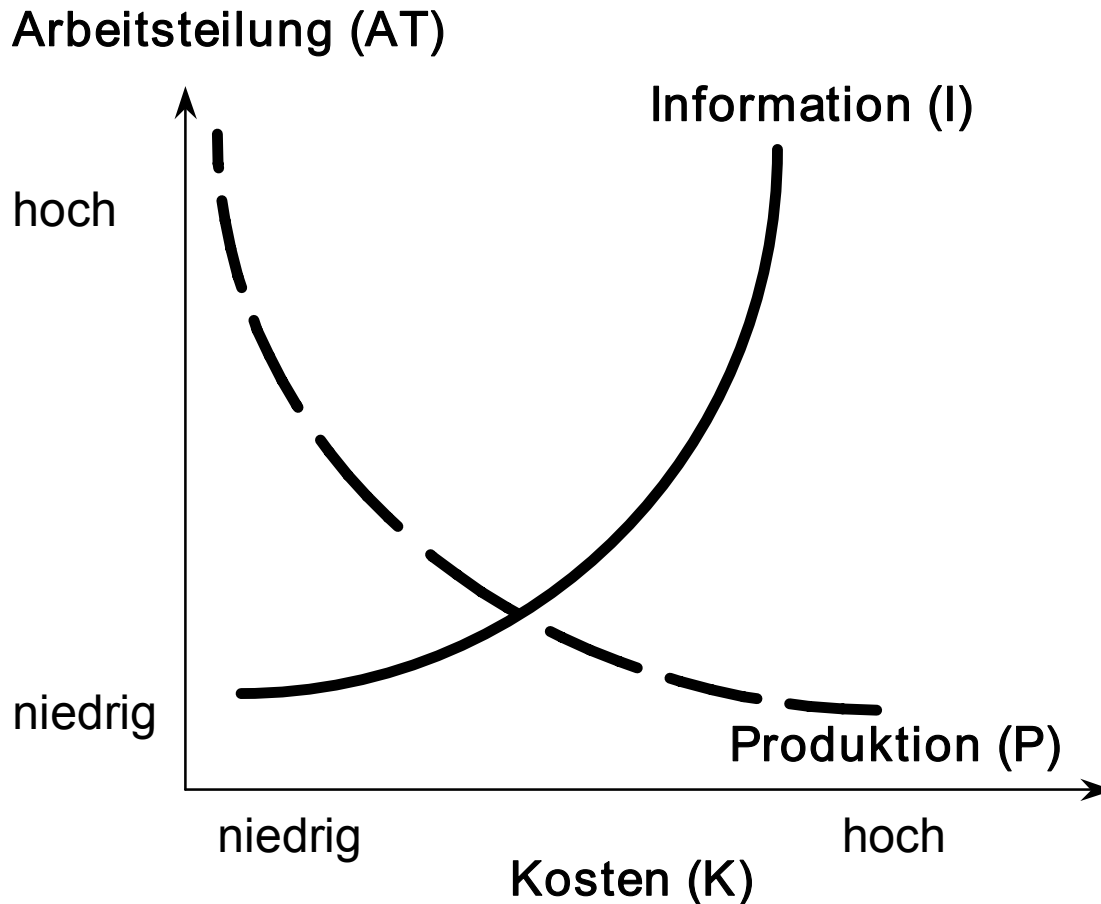 Arbeitsteilung (AT)
Information (I)
hoch
niedrig
Produktion (P)
niedrig
hoch
Kosten (K)